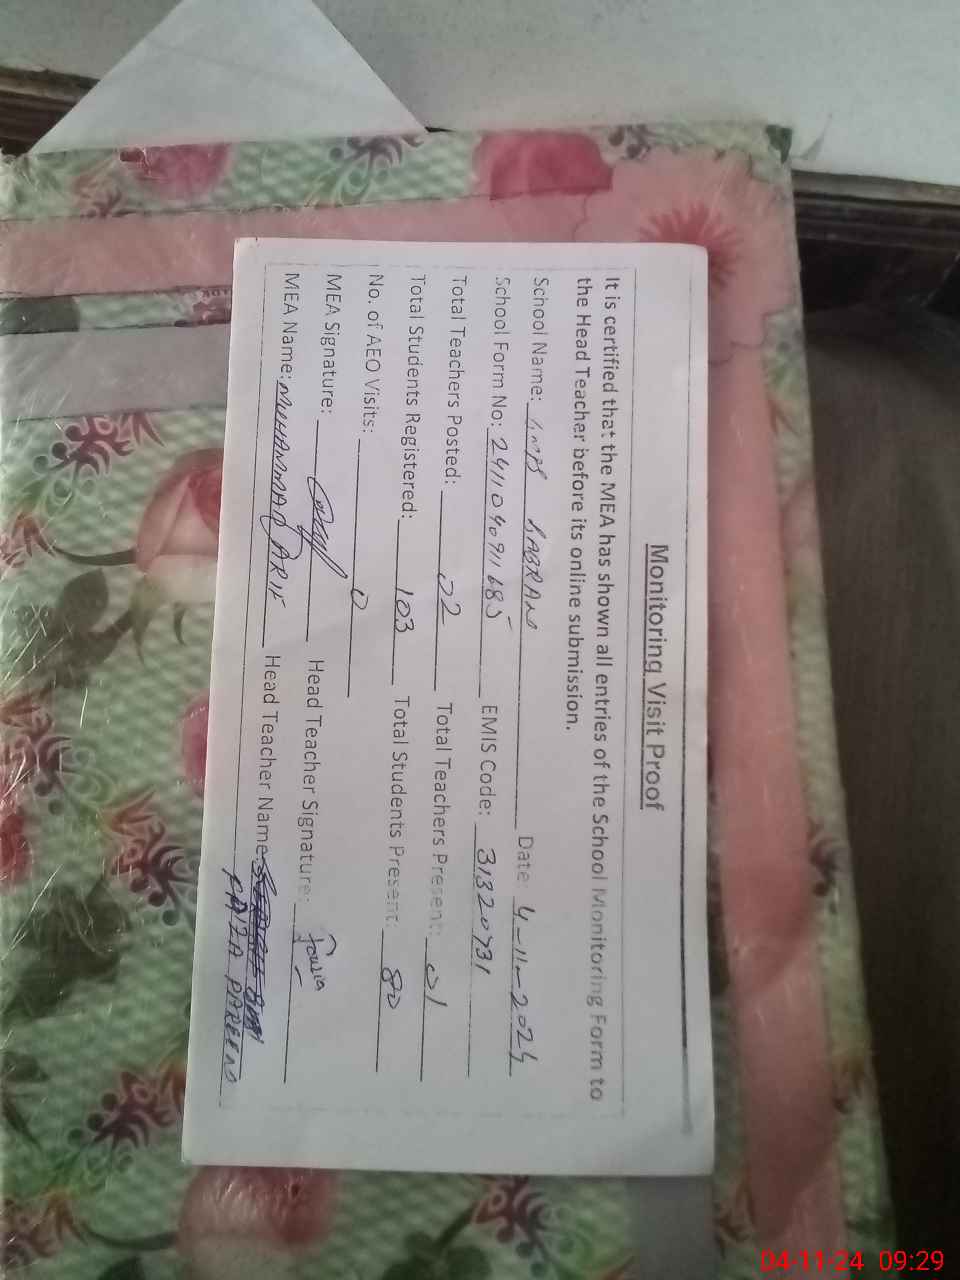 Monitoring Visit Proof
It is certified that the MEA has shown all entries of the School Monitoring Form to
the Head Teacher before its online submission.
School Name: GMPS Date: 4-11-2024
School Form No: EMIS Code: 31320731
Total Teachers Posted: 02 Total Teachers Present: 01
Total Students Registered: 103 Total Students Present: 80
No. of AEO Visits: 0
MEA Signature: Head Teacher Signature: Fouzia
MEA Name: MUHAMMAD ARIF Head Teacher Name:
PARVEEN
04-11-24 09:29